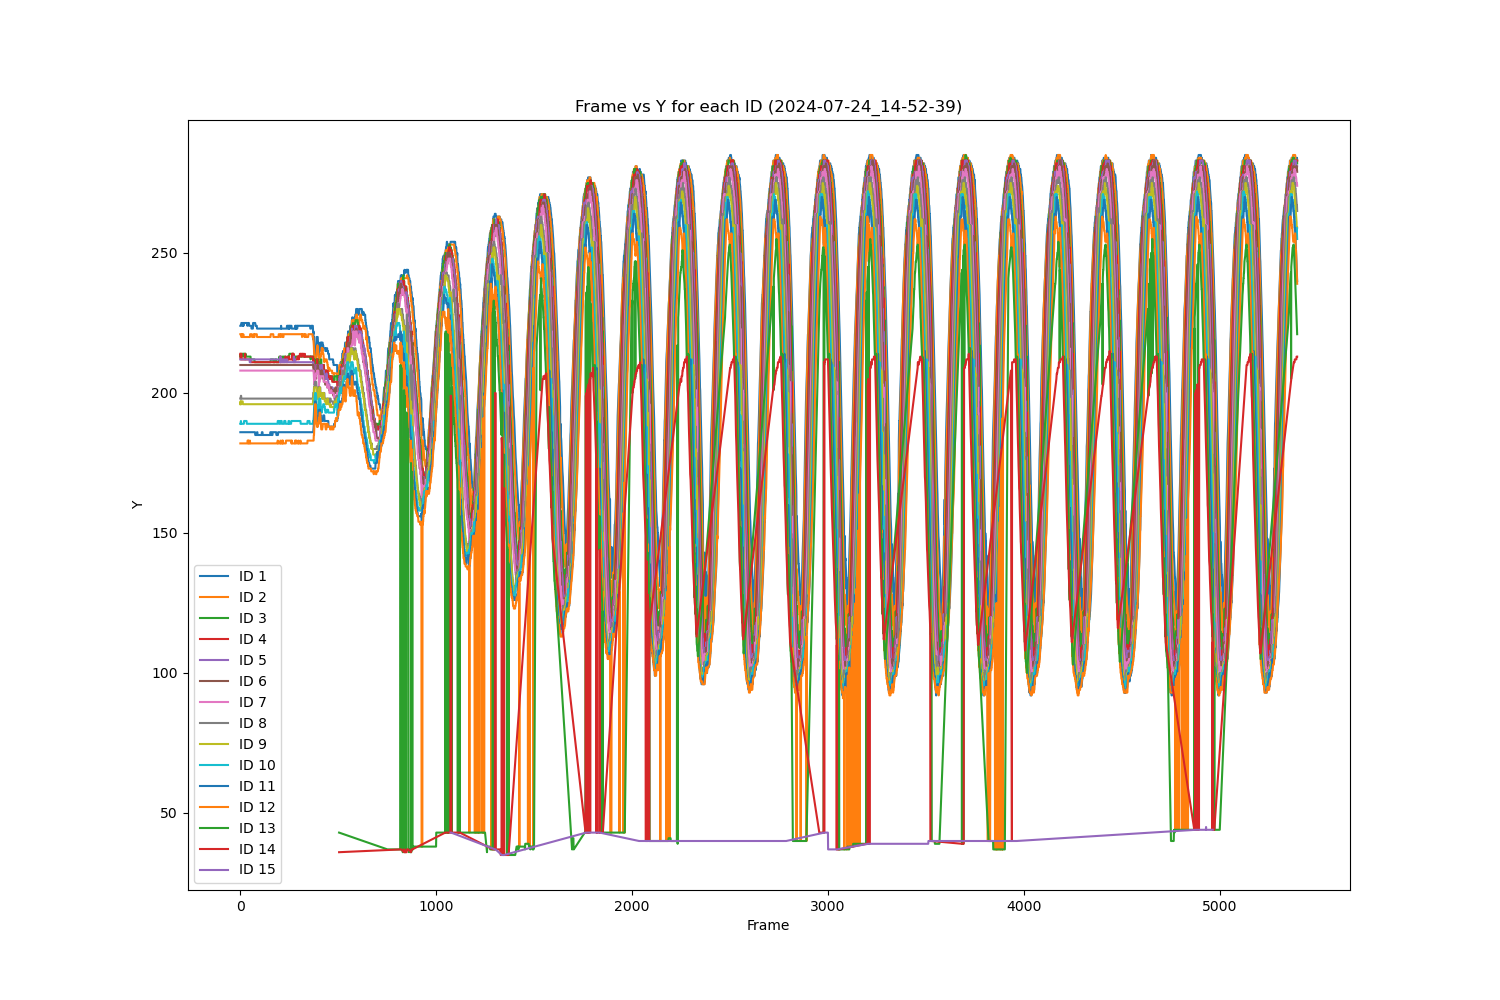 Frame vs Y for each ID (2024-07-24_14-52-39)
250
200
150
100
50
Y
ID 1
ID 2
ID 3
ID 4
ID 5
ID 6
ID 7
ID 8
ID 9
ID 10
ID 11
ID 12
ID 13
ID 14
ID 15
0 1000 2000 3000 4000 5000
Frame